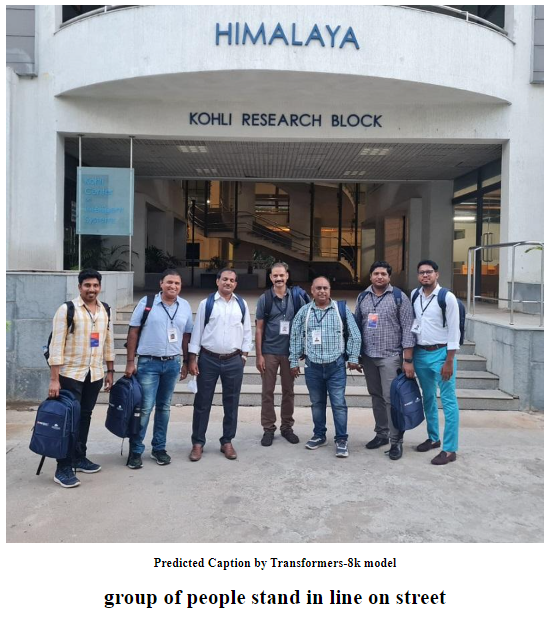 HIMALAYA
KOHLI RESEARCH BLOCK
Predicted Caption by Transformers-8k model
group of people stand in line on street